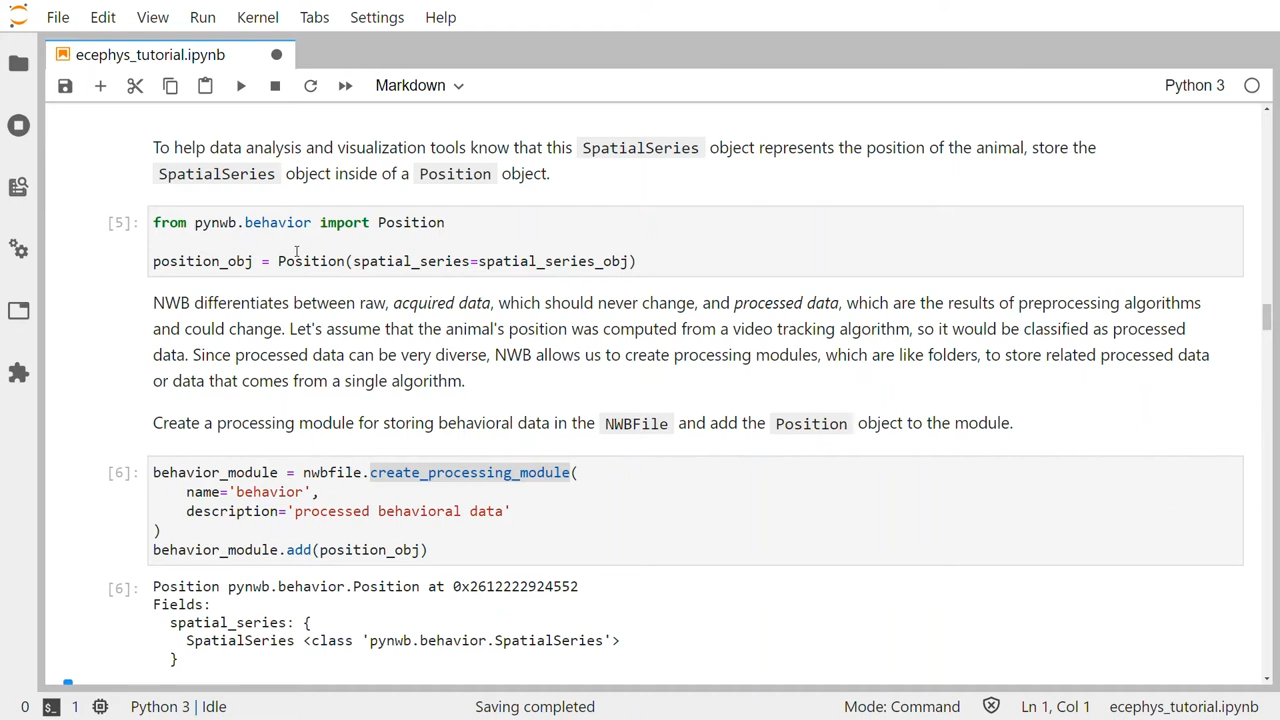 File Edit View Run Kernel Tabs Settings Help
ecephys_tutorial.ipynb
Markdown Python 3
To help data analysis and visualization tools know that this SpatialSeries object represents the position of the animal, store the
SpatialSeries object inside of a Position object.
[5]: from pynwb.behavior import Position
position_obj = Position(spatial_series=spatial_series_obj)
NWB differentiates between raw, acquired data, which should never change, and processed data, which are the results of preprocessing algorithms
and could change. Let's assume that the animal's position was computed from a video tracking algorithm, so it would be classified as processed
data. Since processed data can be very diverse, NWB allows us to create processing modules, which are like folders, to store related processed data
or data that comes from a single algorithm.
Create a processing module for storing behavioral data in the NWBFile and add the Position object to the module.
[6]: behavior_module = nwbfile.create_processing_module(
name='behavior',
description='processed behavioral data'
)
behavior_module.add(position_obj)
[6]: Position pynwb.behavior.Position at 0x2612222924552
Fields:
spatial_series: {
SpatialSeries <class 'pynwb.behavior.SpatialSeries'>
}
0 $_ 1 Python 3 | Idle Saving completed Mode: Command Ln 1, Col 1 ecephys_tutorial.ipynb